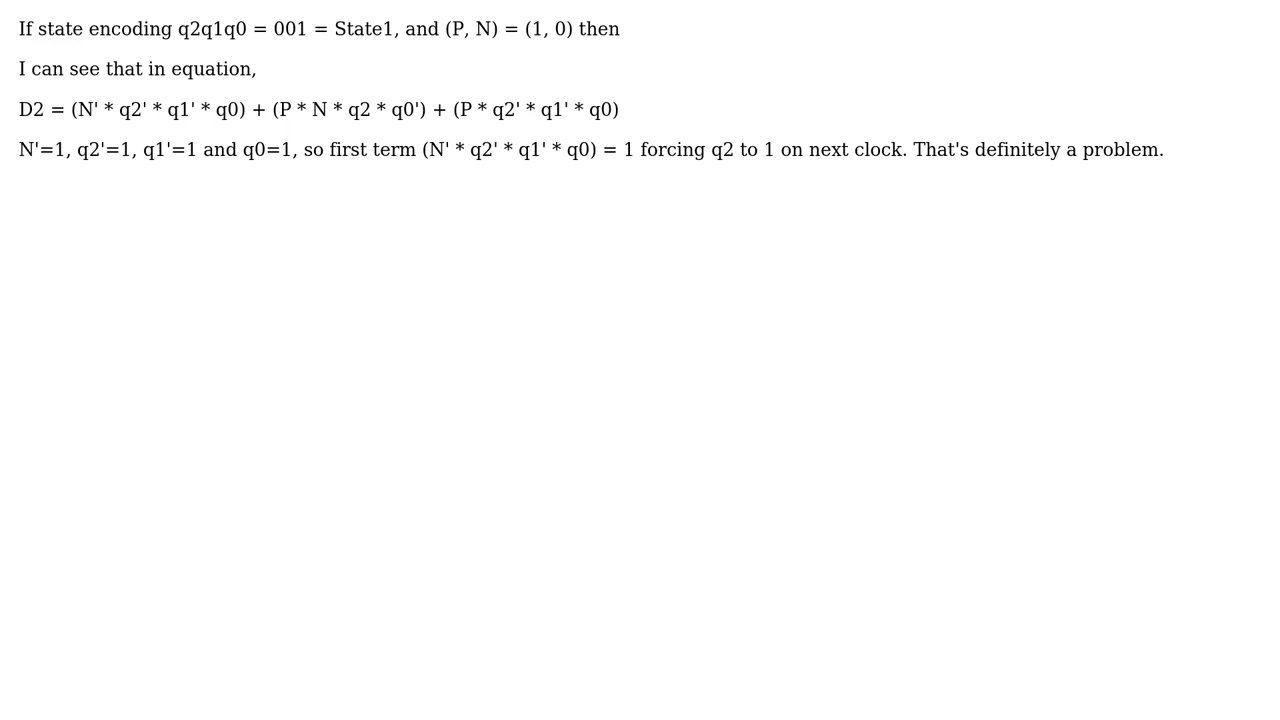 If state encoding q2q1q0 = 001 = State1, and (P, N) = (1, 0) then
I can see that in equation,
D2 = (N' * q2' * q1' * q0) + (P * N * q2 * q0') + (P * q2' * q1' * q0)
N'=1, q2'=1, q1'=1 and q0=1, so first term (N' * q2' * q1' * q0) = 1 forcing q2 to 1 on next clock. That's definitely a problem.